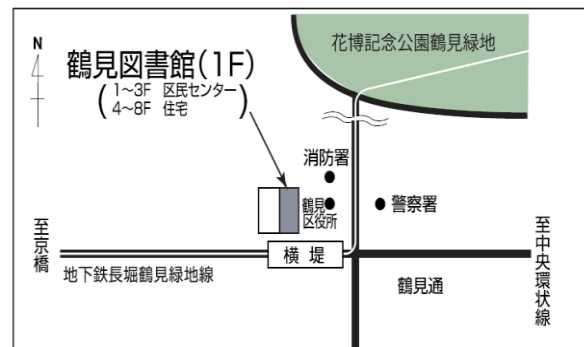 N
花博記念公園鶴見緑地
鶴見図書館(1F)
(1~3F 区民センター
4~8F 住宅)
消防署
鶴見
区役所
警察署
至京橋
横堤
地下鉄長堀鶴見緑地線
鶴見通
至中央環状線